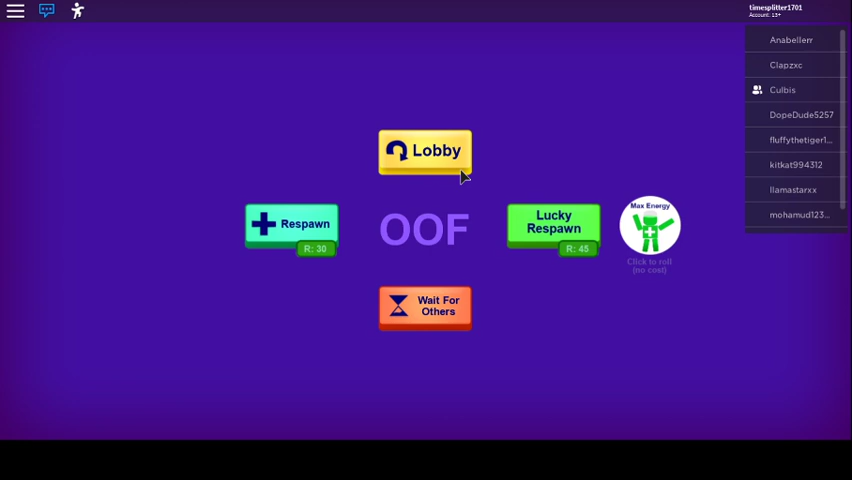 timesplitter1701
Account: 13+
Anabellerr
Clapzxc
Culbis
DopeDude5257
fluffythetiger1...
kitkat994312
llamastarxx
mohamud123...
Lobby
Respawn
R: 30
OOF
Lucky
Respawn
R: 45
Max Energy
Click to roll
(no cost)
Wait For
Others